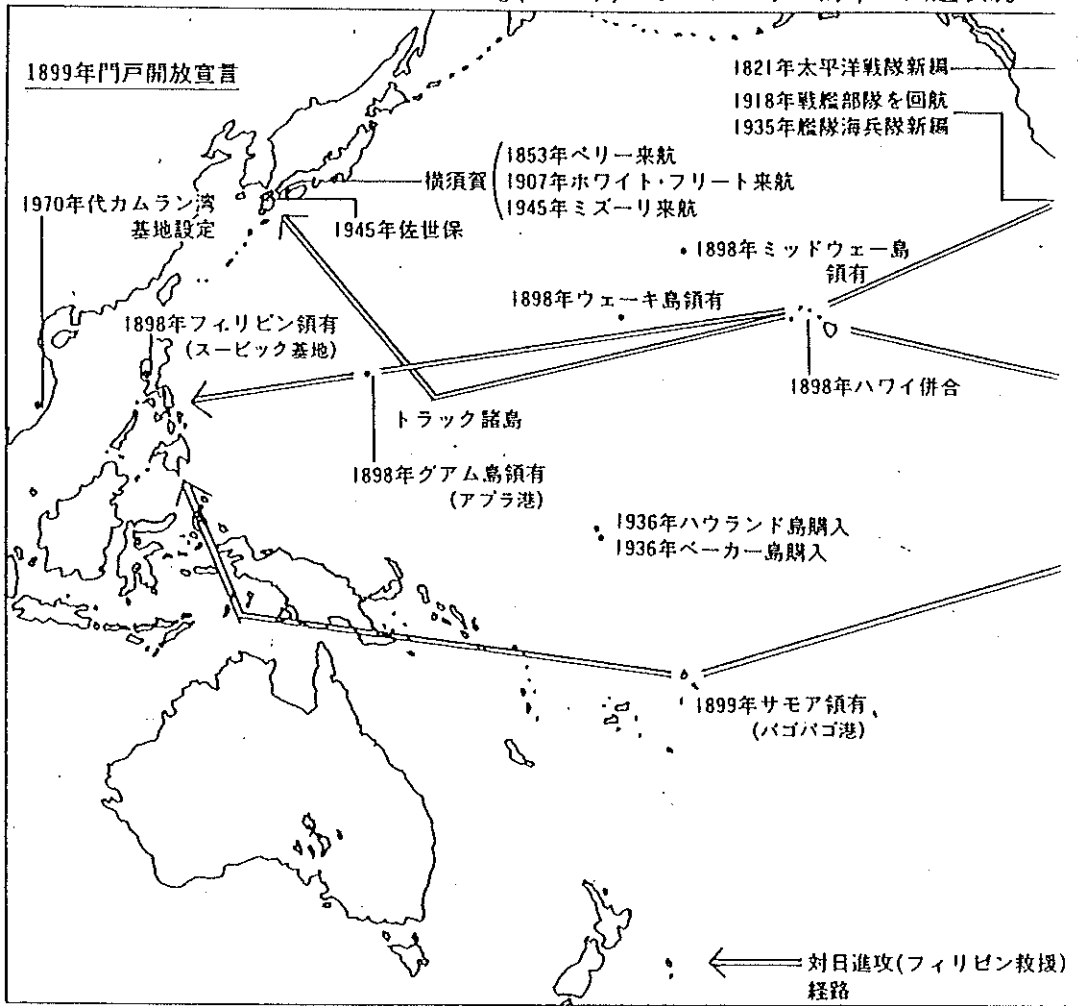 1899年門戸開放宣言
1821年太平洋戦隊新編
1918年戦艦部隊を回航
1935年艦隊海兵隊新編
横須賀
1853年ペリー来航
1907年ホワイト・フリート来航
1945年ミズーリ来航
1970年代カムラン湾
基地設定
1945年佐世保
1898年ミッドウェー島
領有
1898年ウェーキ島領有
1898年フィリピン領有
(スービック基地)
1898年ハワイ併合
トラック諸島
1898年グアム島領有
(アプラ港)
1936年ハウランド島購入
1936年ベーカー島購入
1899年サモア領有
(パゴパゴ港)
対日進攻(フィリピン救援)
経路